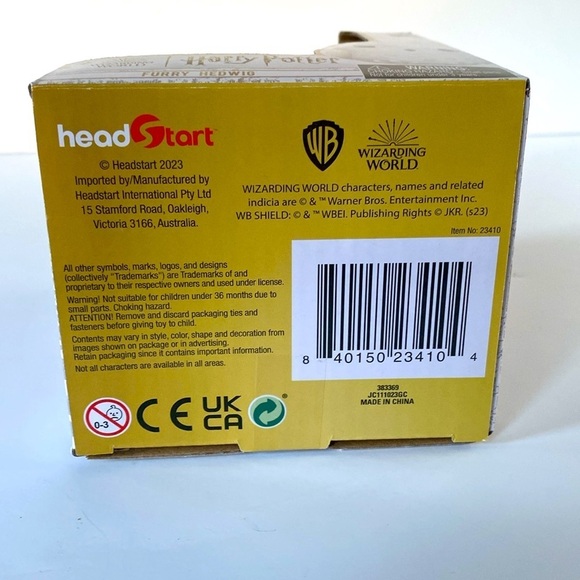 Harry Potter
FURRY HEDWIG
WARNING:
headStart
© Headstart 2023
Imported by/Manufactured by
Headstart International Pty Ltd
15 Stamford Road, Oakleigh,
Victoria 3166, Australia.
WB
WIZARDING
WORLD
WIZARDING WORLD characters, names and related
indicia are © & ™ Warner Bros. Entertainment Inc.
WB SHIELD: © & ™ WBEI. Publishing Rights © JKR. (s23)
Item No: 23410
All other symbols, marks, logos, and designs
(collectively "Trademarks") are Trademarks of and
proprietary to their respective owners and used under license.
Warning! Not suitable for children under 36 months due to
small parts. Choking hazard.
ATTENTION! Remove and discard packaging ties and
fasteners before giving toy to child.
Contents may vary in style, color, shape and decoration from
images shown on package or in advertising.
Retain packaging since it contains important information.
Not all characters are available in all areas.
8 40150 23410 4
383369
JC111023GC
MADE IN CHINA
0-3
CE
UK
CA